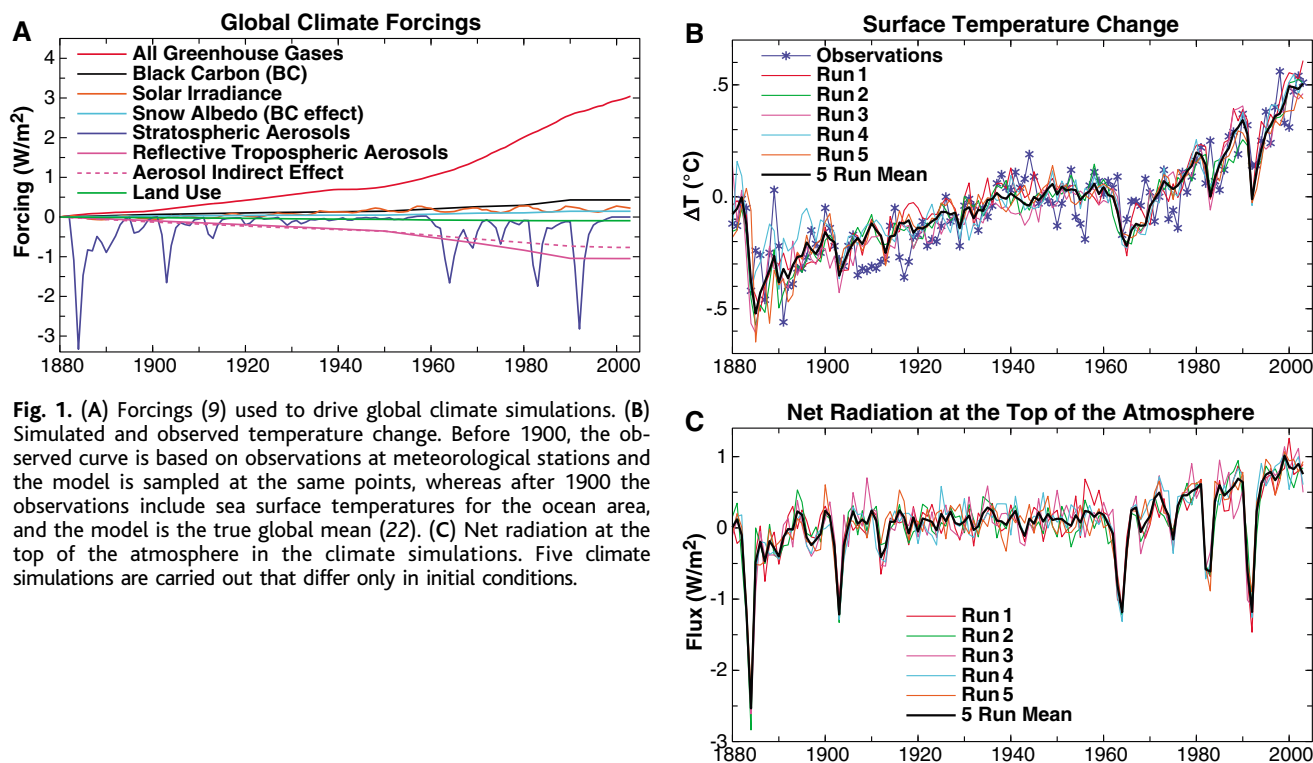 A
Global Climate Forcings
4
3
2
1
0
-1
-2
-3
Forcing (W/m²)
All Greenhouse Gases
Black Carbon (BC)
Solar Irradiance
Snow Albedo (BC effect)
Stratospheric Aerosols
Reflective Tropospheric Aerosols
Aerosol Indirect Effect
Land Use
1880 1900 1920 1940 1960 1980 2000
Fig. 1. (A) Forcings (9) used to drive global climate simulations. (B)
Simulated and observed temperature change. Before 1900, the ob-
served curve is based on observations at meteorological stations and
the model is sampled at the same points, whereas after 1900 the
observations include sea surface temperatures for the ocean area,
and the model is the true global mean (22). (C) Net radiation at the
top of the atmosphere in the climate simulations. Five climate
simulations are carried out that differ only in initial conditions.
B
Surface Temperature Change
.5
0.
-.5
ΔT (°C)
Observations
Run 1
Run 2
Run 3
Run 4
Run 5
5 Run Mean
1880 1900 1920 1940 1960 1980 2000
C
Net Radiation at the Top of the Atmosphere
1
0
-1
-2
-3
Flux (W/m²)
Run 1
Run 2
Run 3
Run 4
Run 5
5 Run Mean
1880 1900 1920 1940 1960 1980 2000